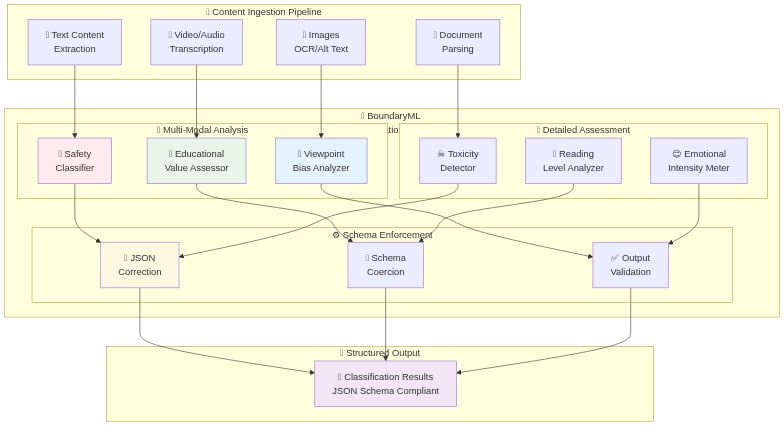 Content Ingestion Pipeline
Text Content
Extraction
Video/Audio
Transcription
Images
OCR/Alt Text
Document
Parsing
BoundaryML
Multi-Modal Analysis
Detailed Assessment
Safety
Classifier
Educational
Value Assessor
Viewpoint
Bias Analyzer
☠ Toxicity
Detector
Reading
Level Analyzer
😊 Emotional
Intensity Meter
⚙ Schema Enforcement
JSON
Correction
Schema
Coercion
✅ Output
Validation
Structured Output
Classification Results
JSON Schema Compliant